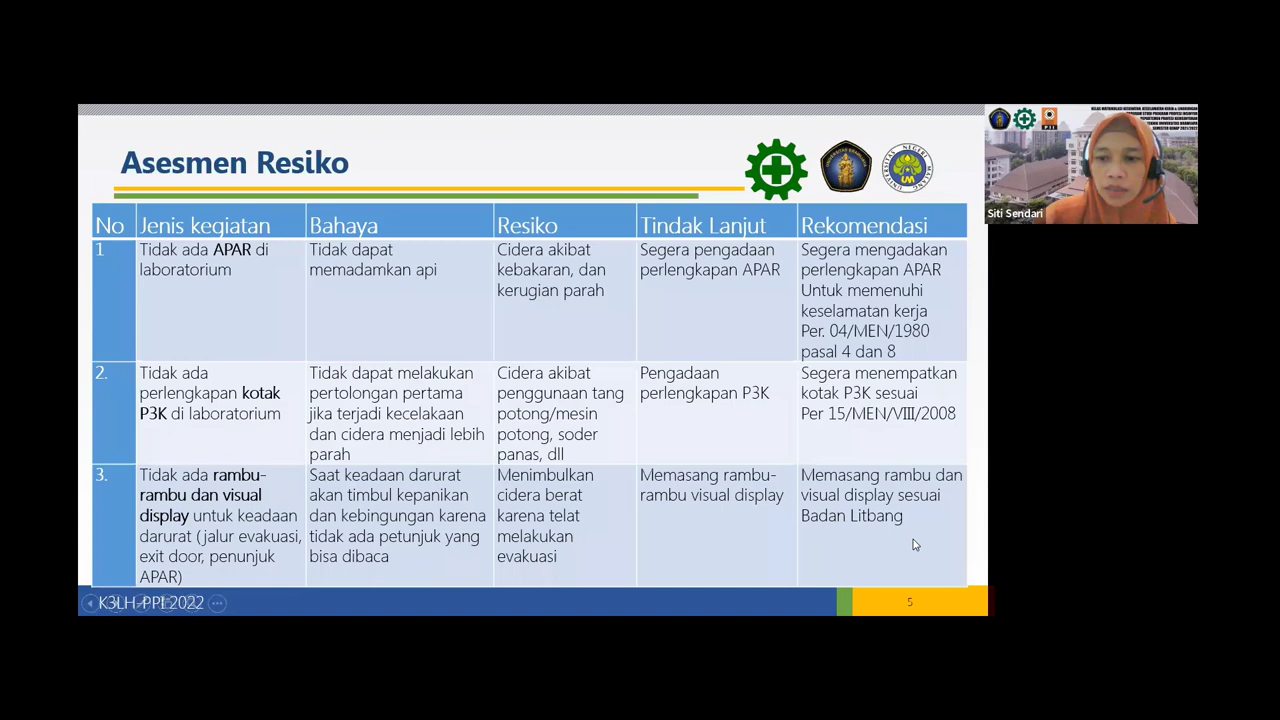 Asesmen Resiko
No Jenis kegiatan Bahaya Resiko Tindak Lanjut Rekomendasi
1
Tidak ada APAR di
laboratorium
Tidak dapat
memadamkan api
Cidera akibat
kebakaran, dan
kerugian parah
Segera pengadaan
perlengkapan APAR
Segera mengadakan
perlengkapan APAR
Untuk memenuhi
keselamatan kerja
Per. 04/MEN/1980
pasal 4 dan 8
2.
Tidak ada
perlengkapan kotak
P3K di laboratorium
Tidak dapat melakukan
pertolongan pertama
jika terjadi kecelakaan
dan cidera menjadi lebih
parah
Cidera akibat
penggunaan tang
potong/mesin
potong, soder
panas, dll
Pengadaan
perlengkapan P3K
Segera menempatkan
kotak P3K sesuai
Per 15/MEN/VIII/2008
3.
Tidak ada rambu-
rambu dan visual
display untuk keadaan
darurat (jalur evakuasi,
exit door, penunjuk
APAR)
Saat keadaan darurat
akan timbul kepanikan
dan kebingungan karena
tidak ada petunjuk yang
bisa dibaca
Menimbulkan
cidera berat
karena telat
melakukan
evakuasi
Memasang rambu-
rambu visual display
Memasang rambu dan
visual display sesuai
Badan Litbang
K3LH-PPI 2022
5
Siti Sendari